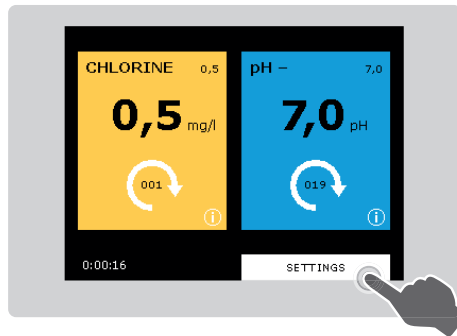 CHLORINE 0,5
0,5 mg/l
001
i
pH – 7,0
7,0 pH
019
i
0:00:16
SETTINGS